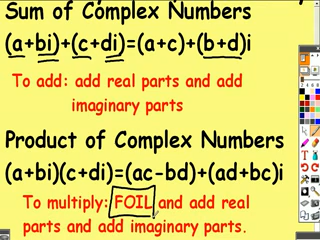 Sum of Complex Numbers
(a+bi)+(c+di)=(a+c)+(b+d)i
To add: add real parts and add
imaginary parts
Product of Complex Numbers
(a+bi)(c+di)=(ac-bd)+(ad+bc)i
To multiply: FOIL and add real
parts and add imaginary parts.